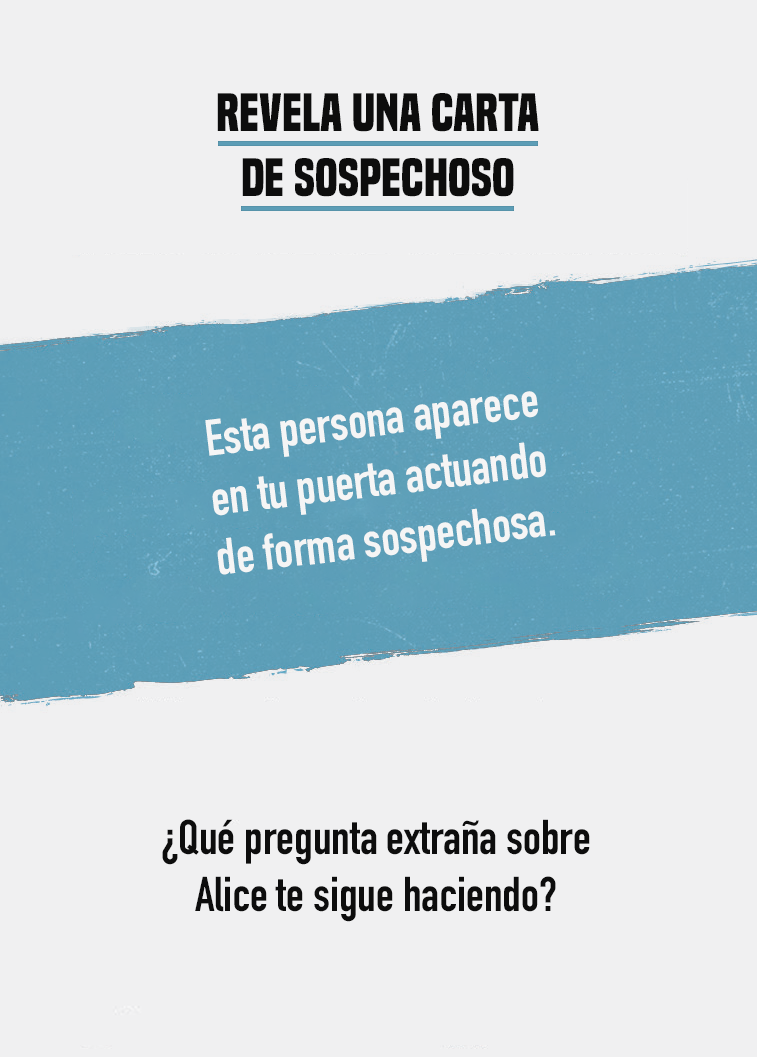 REVELA UNA CARTA
DE SOSPECHOSO
Esta persona aparece
en tu puerta actuando
de forma sospechosa.
¿Qué pregunta extraña sobre
Alice te sigue haciendo?